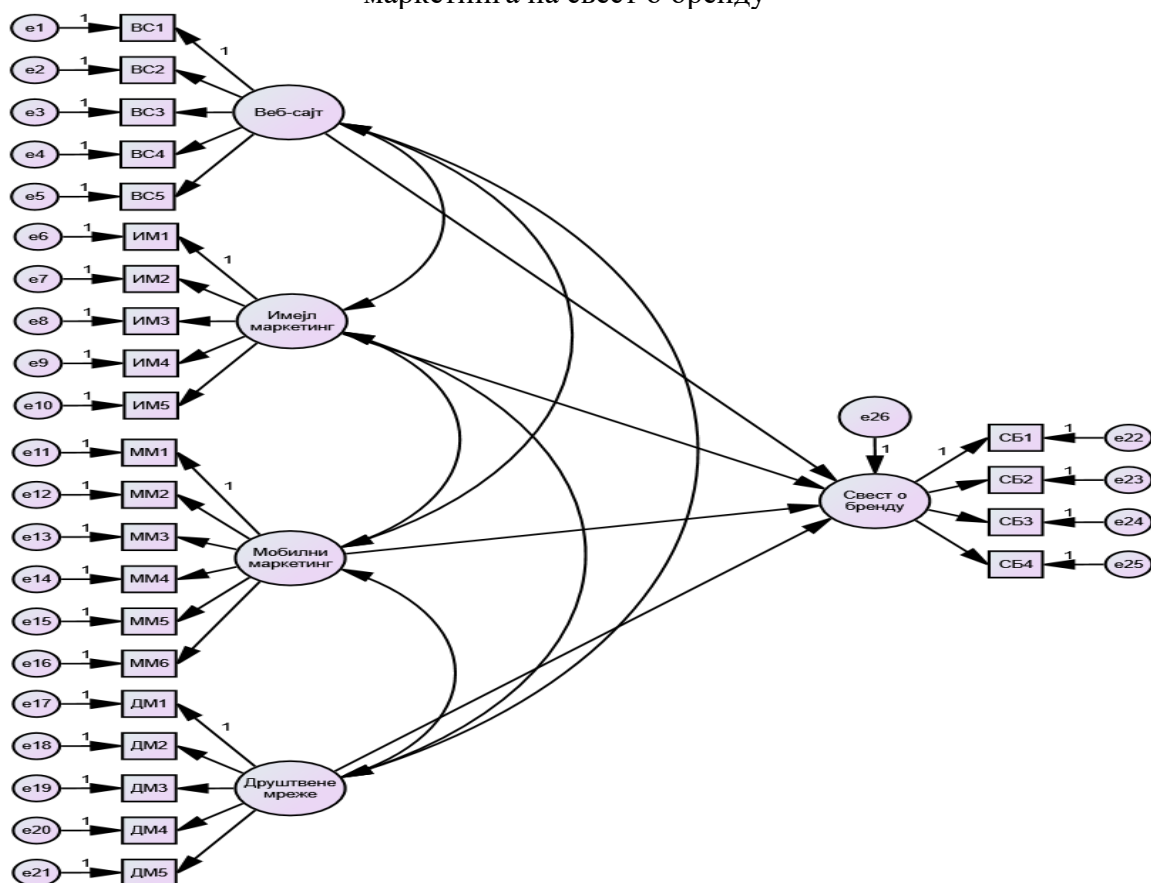 маркетинга на свест о бренду
e1 1 ВС1
1
e2 1 ВС2
e3 1 ВС3
Веб-сајт
e4 1 ВС4
e5 1 ВС5
e6 1 ИМ1
1
e7 1 ИМ2
e8 1 ИМ3
Имејл
маркетинг
e9 1 ИМ4
e10 1 ИМ5
e11 1 ММ1
1
e12 1 ММ2
e13 1 ММ3
Мобилни
маркетинг
e14 1 ММ4
e15 1 ММ5
e16 1 ММ6
e17 1 ДМ1
1
e18 1 ДМ2
e19 1 ДМ3
Друштвене
мреже
e20 1 ДМ4
e21 1 ДМ5
e26
1
Свест о
бренду
1
СБ1 1 e22
СБ2 1 e23
СБ3 1 e24
СБ4 1 e25